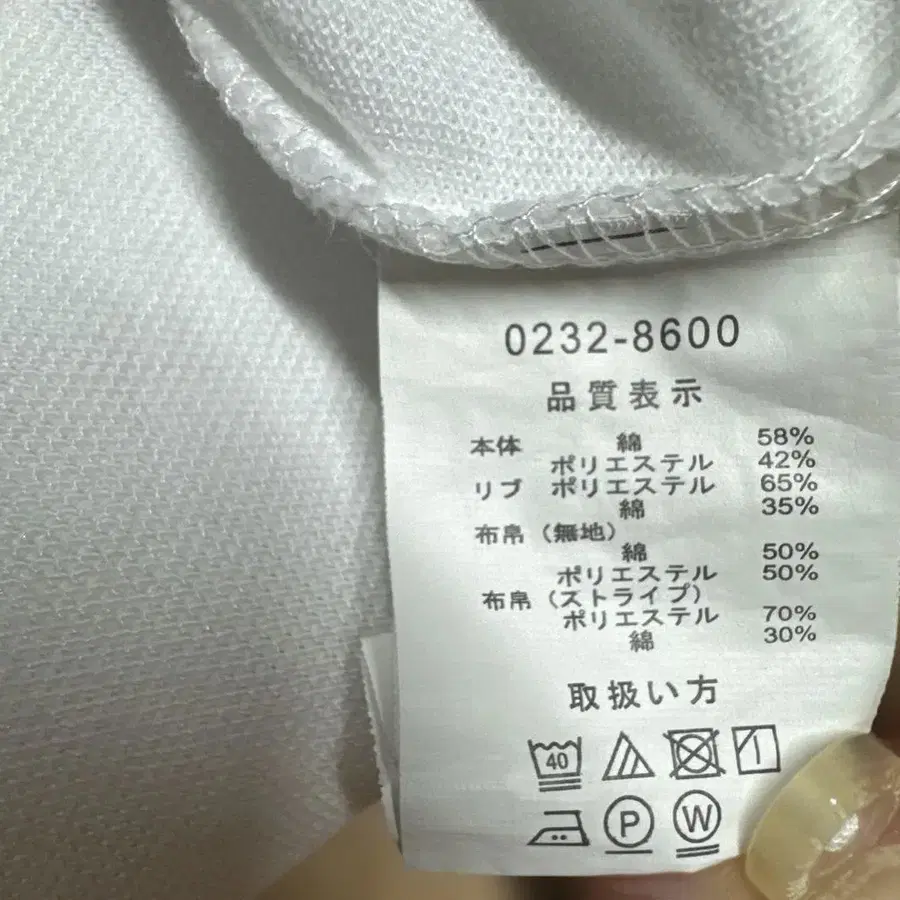 0232-8600
品質表示
本体 綿 58%
ポリエステル 42%
リブ ポリエステル 65%
綿 35%
布帛（無地）
綿 50%
ポリエステル 50%
布帛（ストライプ）
ポリエステル 70%
綿 30%
取扱い方
40
P W